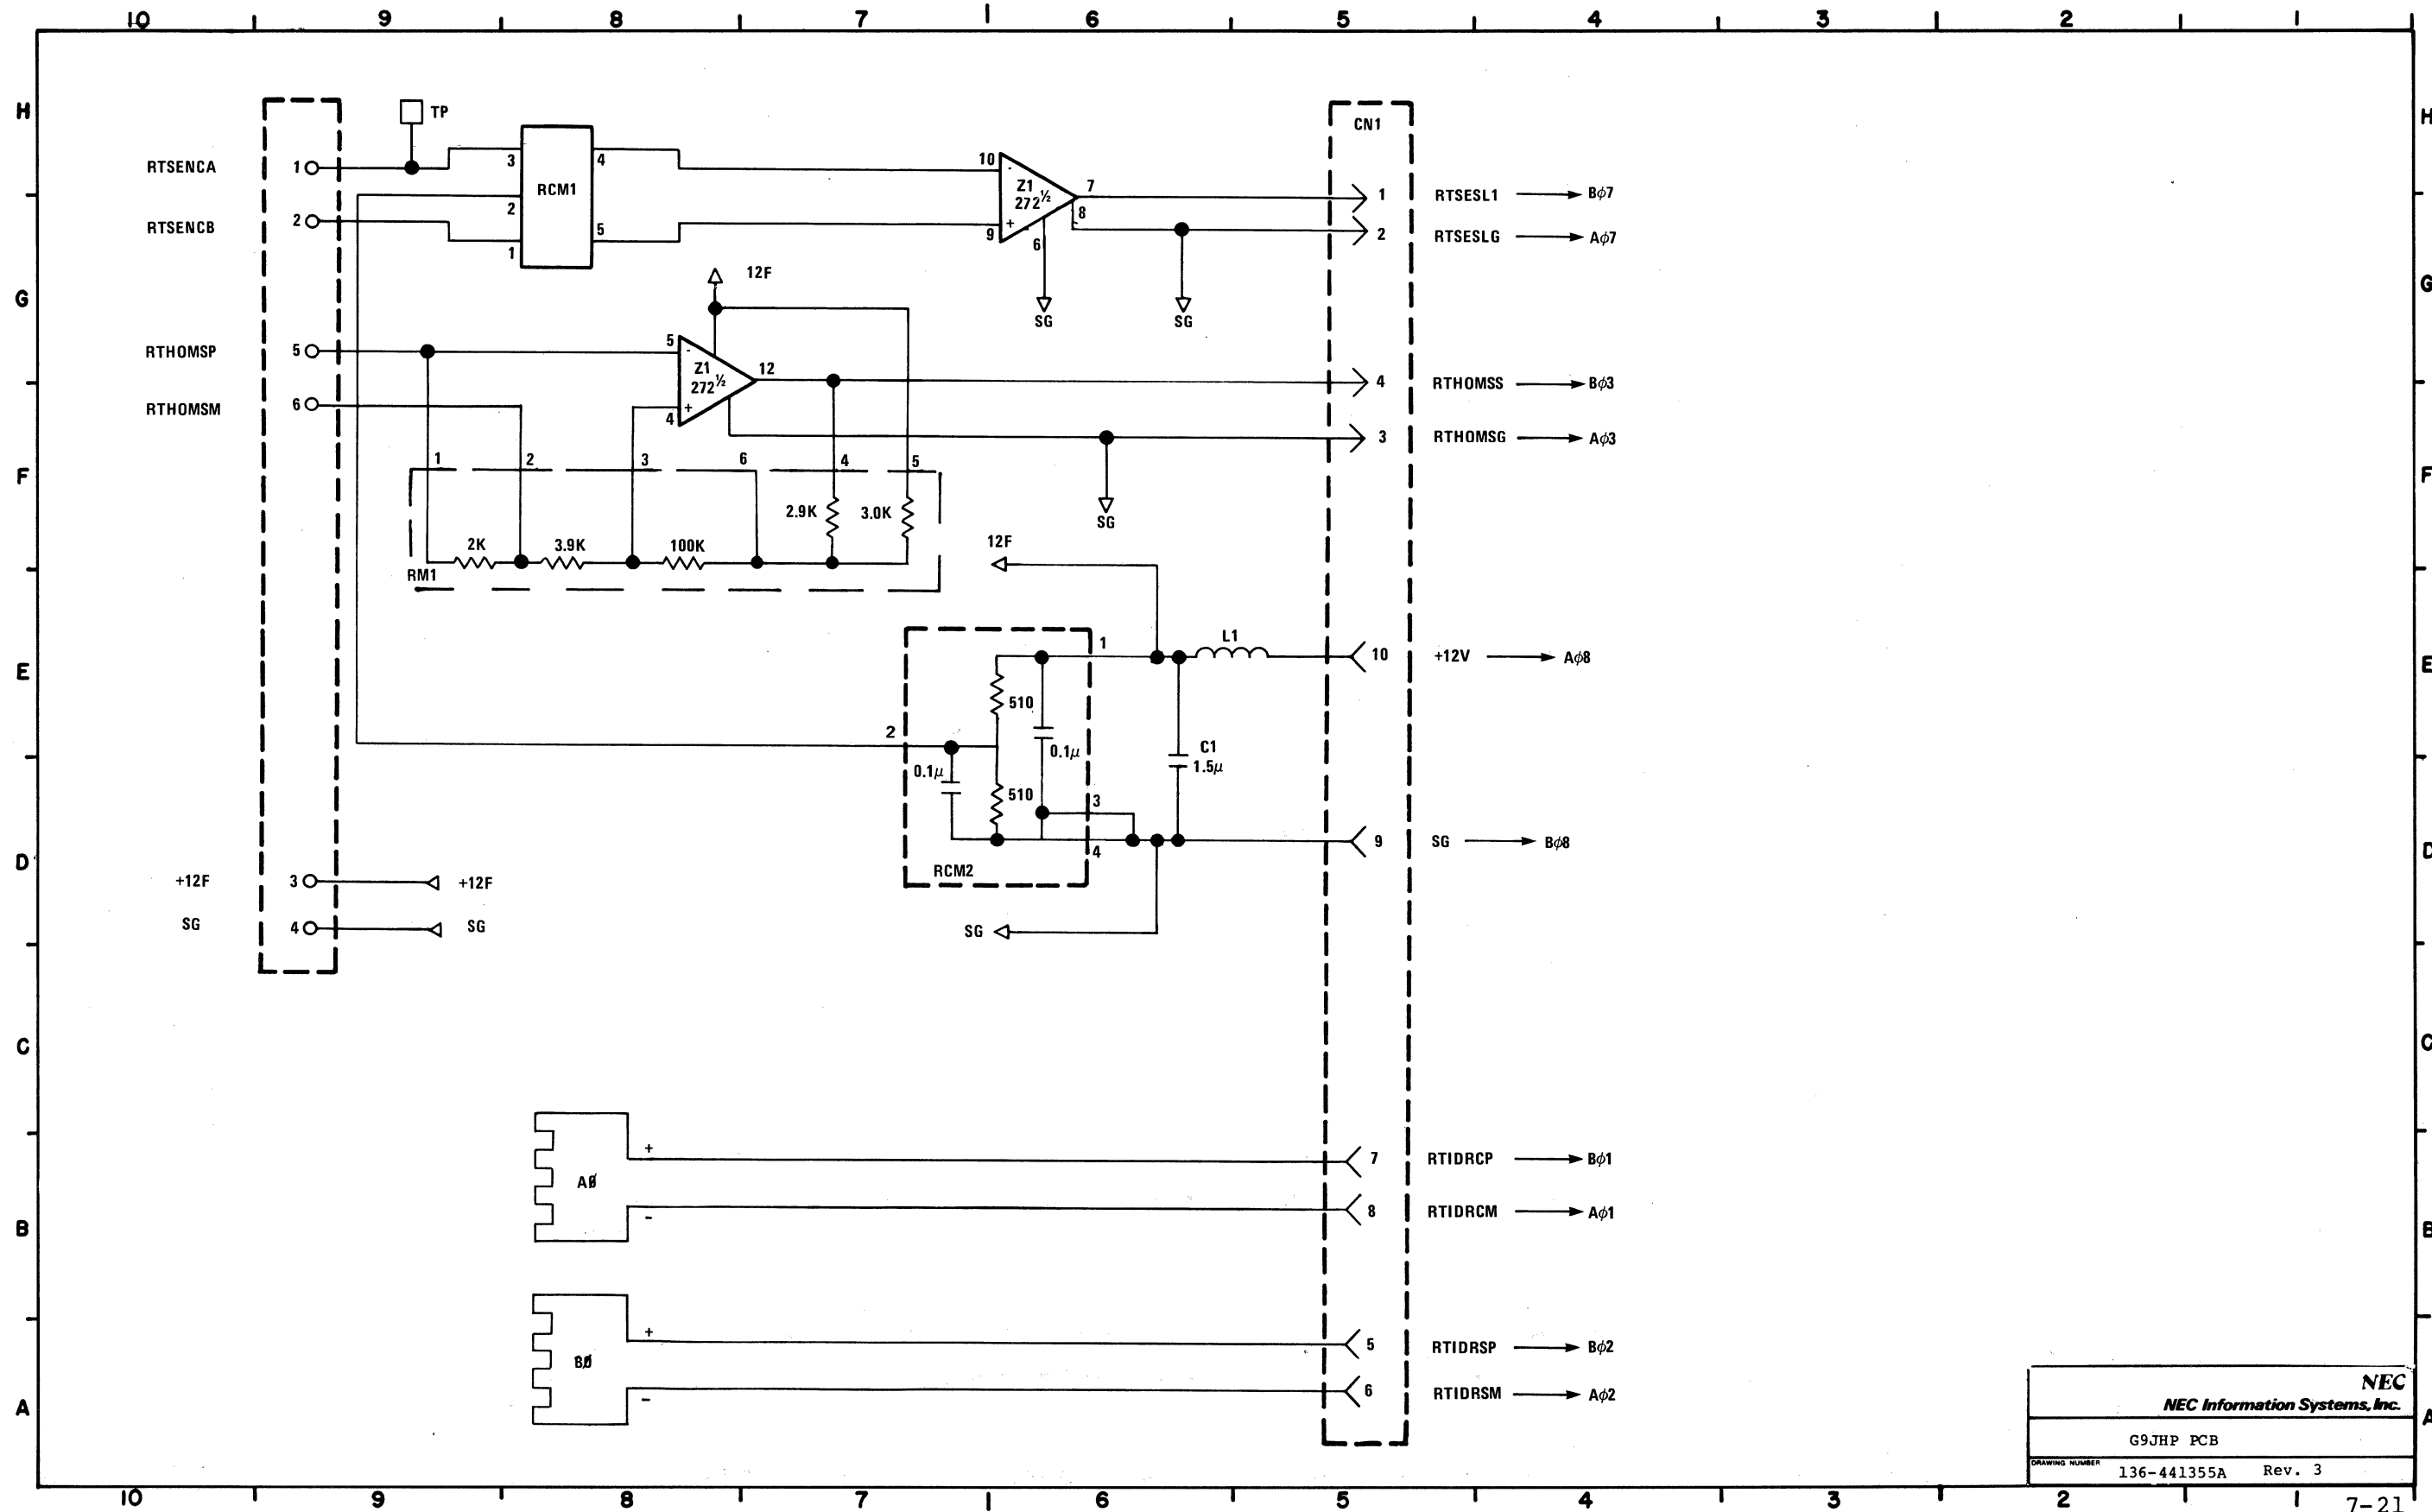 10 9 8 7 6 5 4 3 2 1
H H
TP CN1
RTSENCA 1 3 RCM1 4 10 - Z1 272 ½ 7 1 RTSESL1 Bφ7
2 8
RTSENCB 2 1 5 9 + 6 2 RTSESLG Aφ7
G 12F G
SG SG
RTHOMSP 5 5 - Z1 272 ½ 12
4 RTHOMSS Bφ3
RTHOMSM 6 4 +
3 RTHOMSG Aφ3
F 1 2 3 6 4 5 F
2.9K 3.0K SG
2K 3.9K 100K 12F
RM1
E 1 L1 10 +12V Aφ8 E
510
2 0.1μ C1
0.1μ 1.5μ
510 3
D 4 9 SG Bφ8 D
RCM2
+12F 3 +12F
SG 4 SG SG
C C
+ 7 RTIDRCP Bφ1
AØ
B - 8 RTIDRCM Aφ1 B
+ 5 RTIDRSP Bφ2
BØ
A - 6 RTIDRSM Aφ2 A
NEC
NEC Information Systems, Inc.
G9JHP PCB
DRAWING NUMBER 136-441355A Rev. 3
10 9 8 7 6 5 4 3 2
7-21